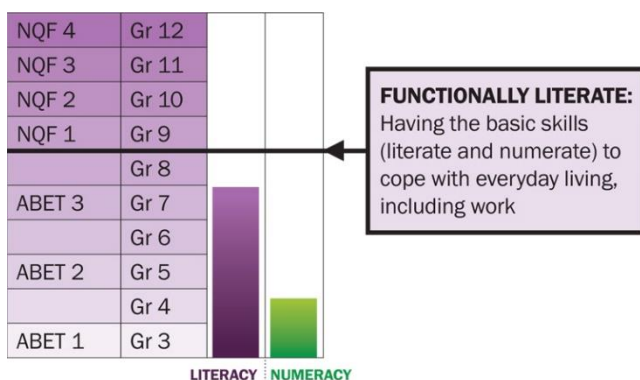 NQF 4 Gr 12
NQF 3 Gr 11
NQF 2 Gr 10
NQF 1 Gr 9
Gr 8
ABET 3 Gr 7
Gr 6
ABET 2 Gr 5
Gr 4
ABET 1 Gr 3
LITERACY NUMERACY
FUNCTIONALLY LITERATE:
Having the basic skills
(literate and numerate) to
cope with everyday living,
including work